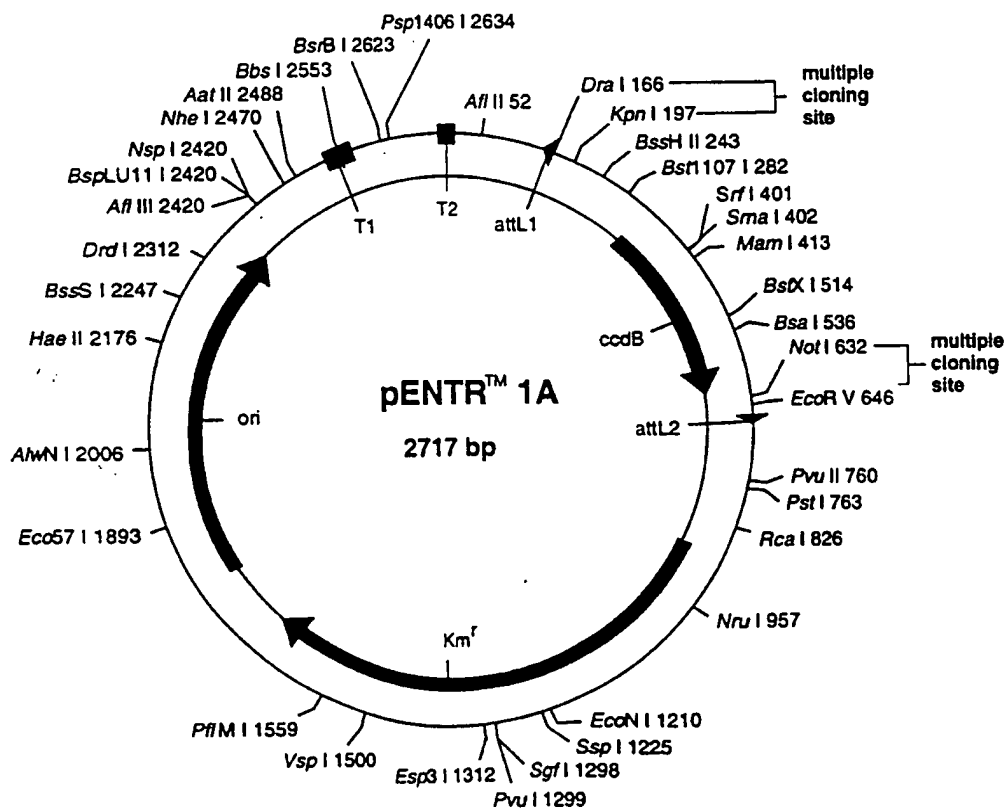 Psp1406 I 2634
BsrB I 2623
Bbs I 2553
Aat II 2488
Nhe I 2470
Nsp I 2420
BspLU11 I 2420
Afl III 2420
Drd I 2312
BssS I 2247
Hae II 2176
AlwN I 2006
Eco57 I 1893
PflM I 1559
Vsp I 1500
Esp3 I 1312
Pvu I 1299
Sgf I 1298
Ssp I 1225
EcoN I 1210
Nru I 957
Rca I 826
Pst I 763
Pvu II 760
EcoR V 646
Not I 632
multiple
cloning
site
Bsa I 536
BstX I 514
Mam I 413
Sma I 402
Srf I 401
Bst1107 I 282
BssH II 243
Kpn I 197
Dra I 166
multiple
cloning
site
Afl II 52
T1
T2
attL1
ccdB
attL2
ori
Kmr
pENTR™ 1A
2717 bp